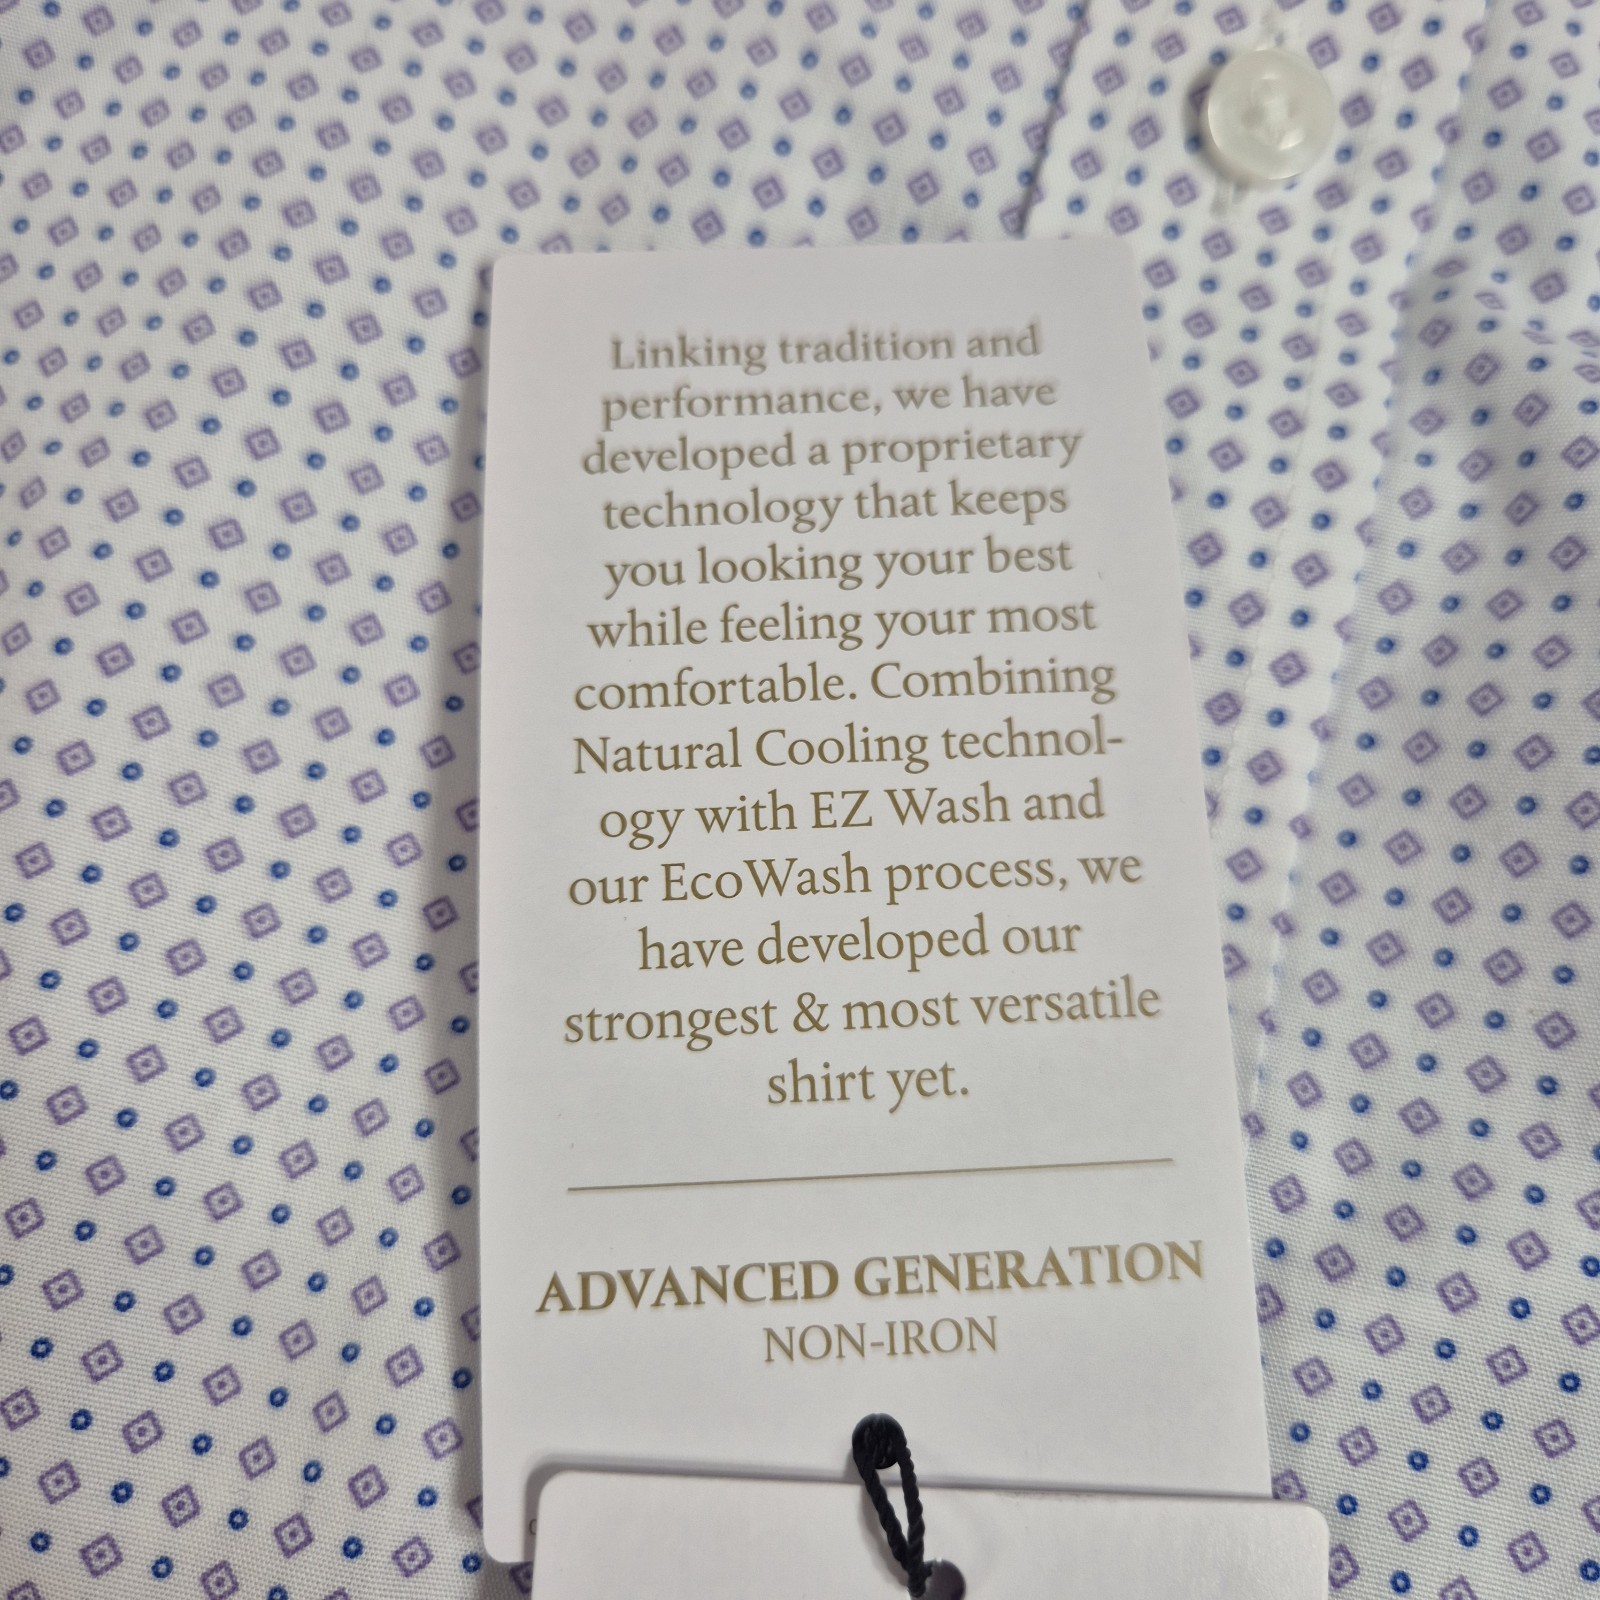 Linking tradition and
performance, we have
developed a proprietary
technology that keeps
you looking your best
while feeling your most
comfortable. Combining
Natural Cooling technol-
ogy with EZ Wash and
our EcoWash process, we
have developed our
strongest & most versatile
shirt yet.
ADVANCED GENERATION
NON-IRON